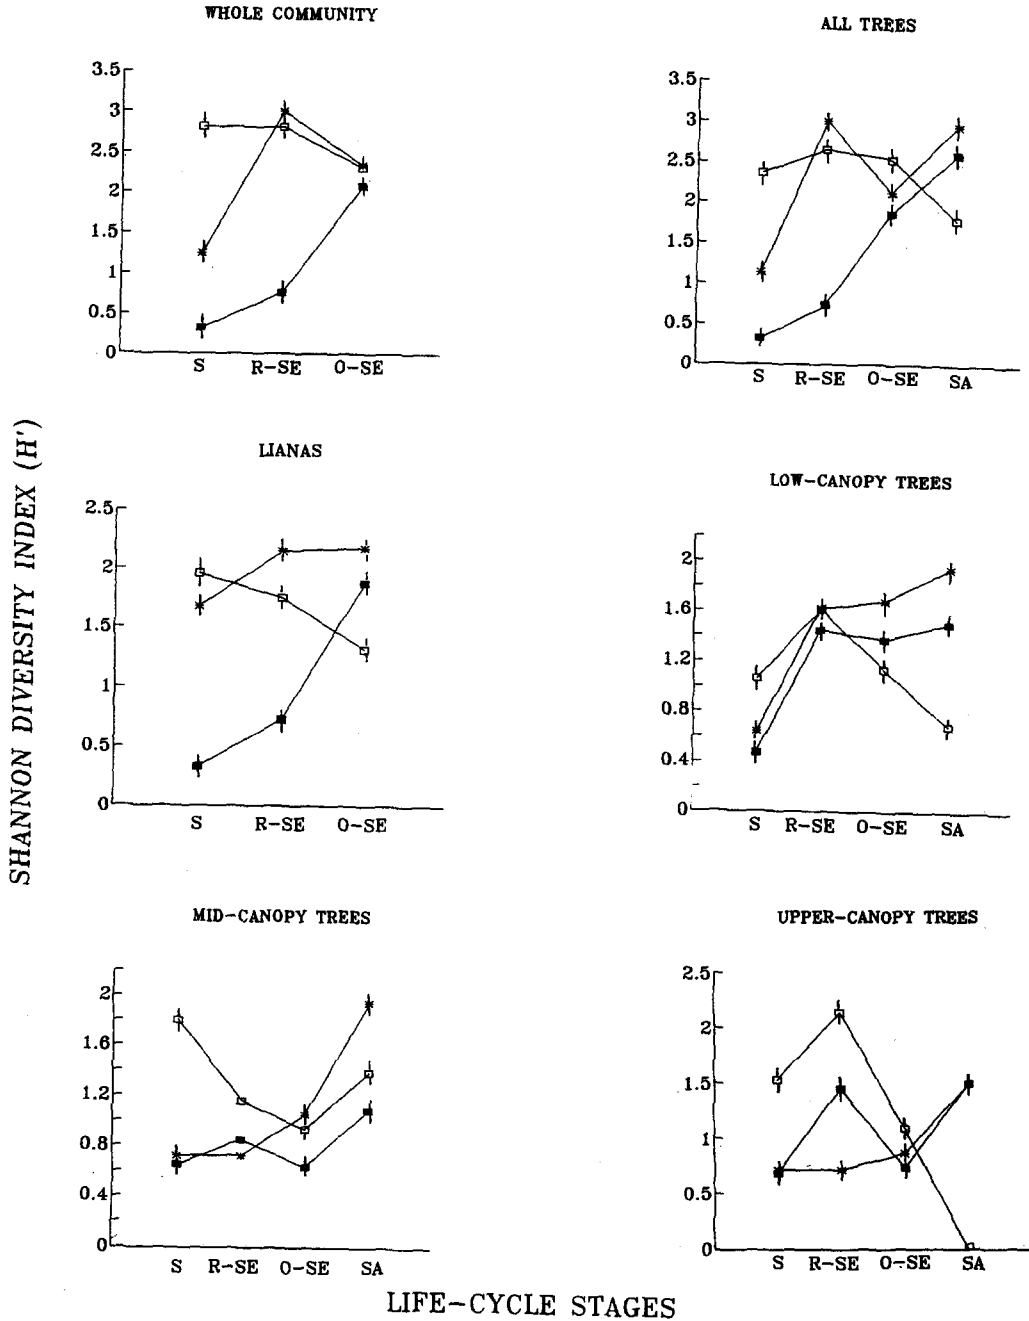 WHOLE COMMUNITY
3.5
3
2.5
2
1.5
1
0.5
0
S R-SE O-SE
ALL TREES
3.5
3
2.5
2
1.5
1
0.5
0
S R-SE O-SE SA
LIANAS
2.5
2
1.5
1
0.5
0
S R-SE O-SE
LOW-CANOPY TREES
2
1.6
1.2
0.8
0.4
0
S R-SE O-SE SA
MID-CANOPY TREES
2
1.6
1.2
0.8
0.4
0
S R-SE O-SE SA
UPPER-CANOPY TREES
2.5
2
1.5
1
0.5
0
S R-SE O-SE SA
SHANNON DIVERSITY INDEX (H')
LIFE-CYCLE STAGES